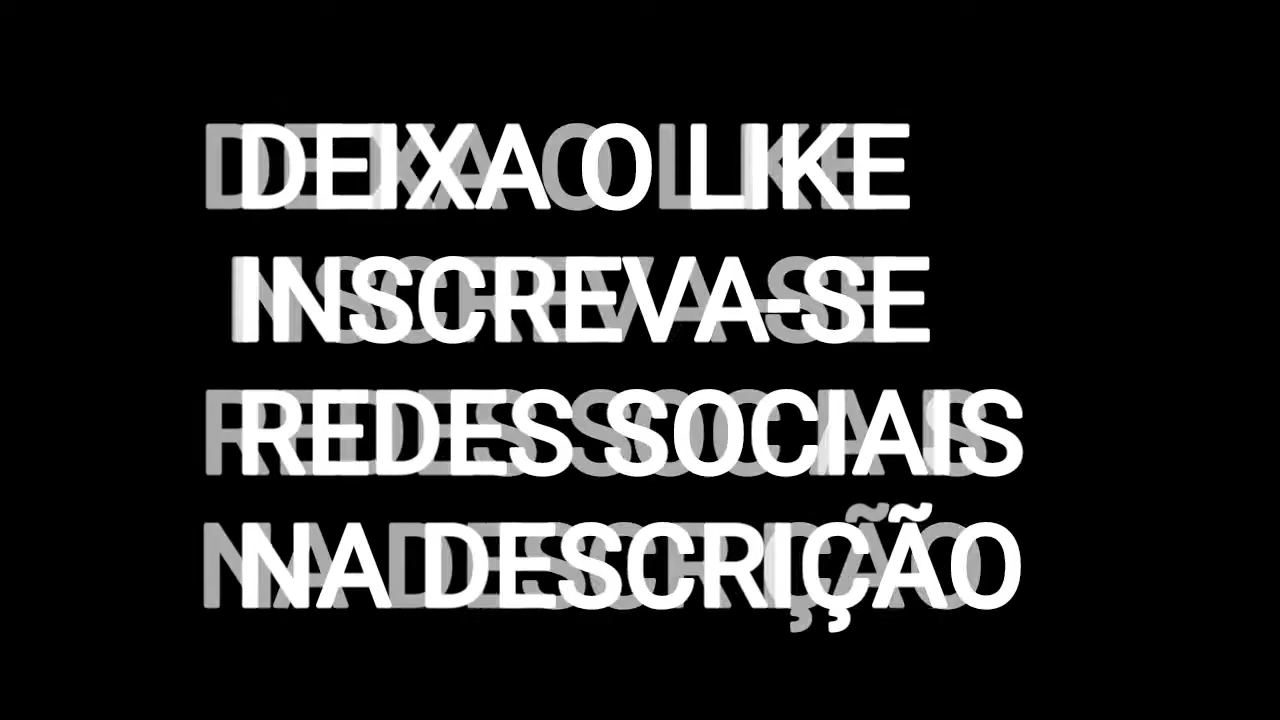 DEIXA O LIKE
INSCREVA-SE
REDES SOCIAIS
NA DESCRIÇÃO